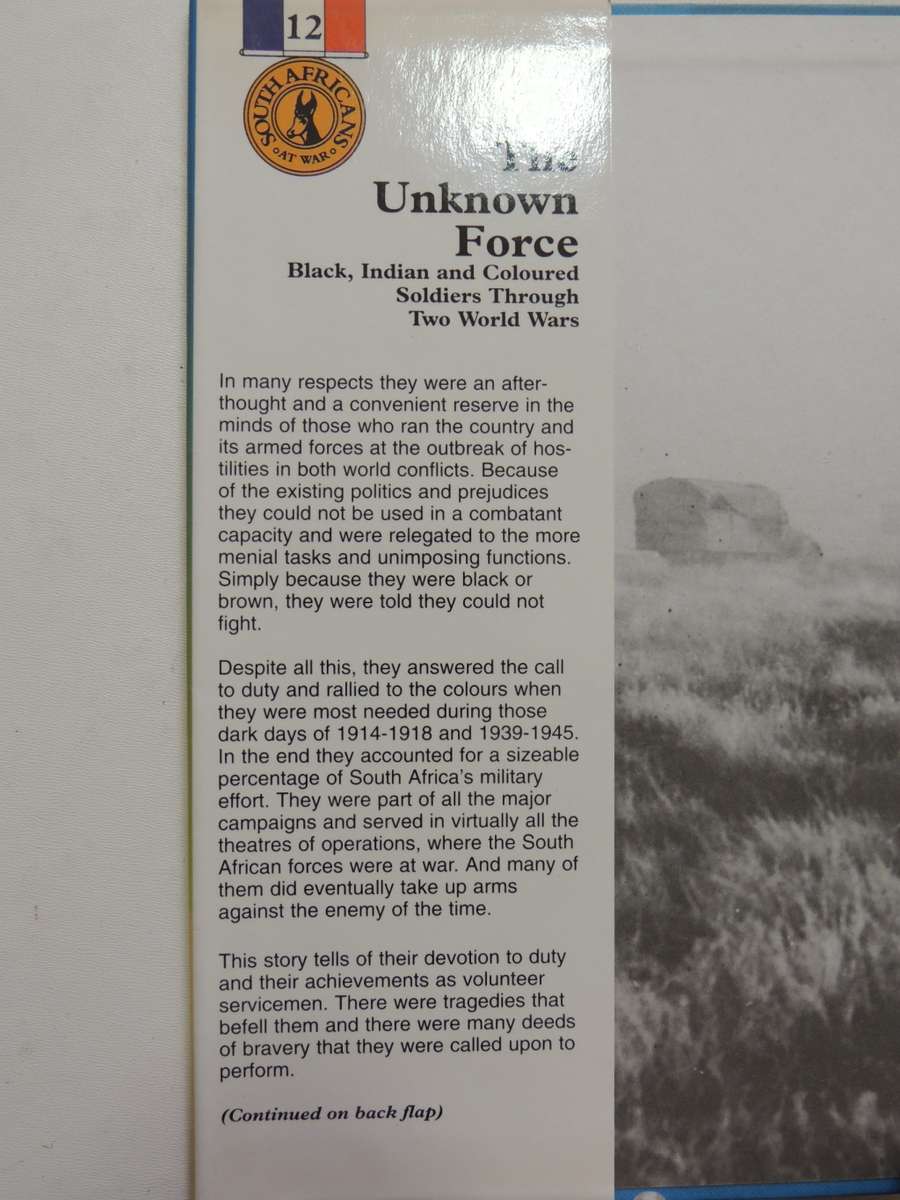 12
SOUTH AFRICANS
AT WAR
The
Unknown
Force
Black, Indian and Coloured
Soldiers Through
Two World Wars
In many respects they were an after-
thought and a convenient reserve in the
minds of those who ran the country and
its armed forces at the outbreak of hos-
tilities in both world conflicts. Because
of the existing politics and prejudices
they could not be used in a combatant
capacity and were relegated to the more
menial tasks and unimposing functions.
Simply because they were black or
brown, they were told they could not
fight.
Despite all this, they answered the call
to duty and rallied to the colours when
they were most needed during those
dark days of 1914-1918 and 1939-1945.
In the end they accounted for a sizeable
percentage of South Africa's military
effort. They were part of all the major
campaigns and served in virtually all the
theatres of operations, where the South
African forces were at war. And many of
them did eventually take up arms
against the enemy of the time.
This story tells of their devotion to duty
and their achievements as volunteer
servicemen. There were tragedies that
befell them and there were many deeds
of bravery that they were called upon to
perform.
(Continued on back flap)